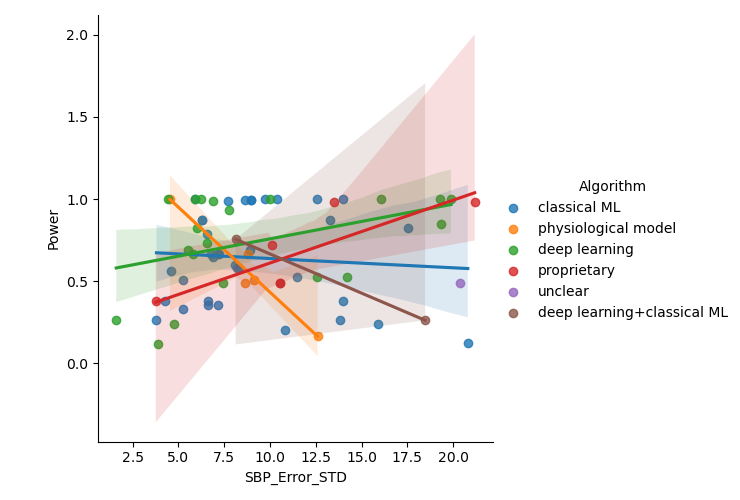 2.0
1.5
1.0
0.5
0.0
Power
2.5 5.0 7.5 10.0 12.5 15.0 17.5 20.0
SBP_Error_STD
Algorithm
classical ML
physiological model
deep learning
proprietary
unclear
deep learning+classical ML